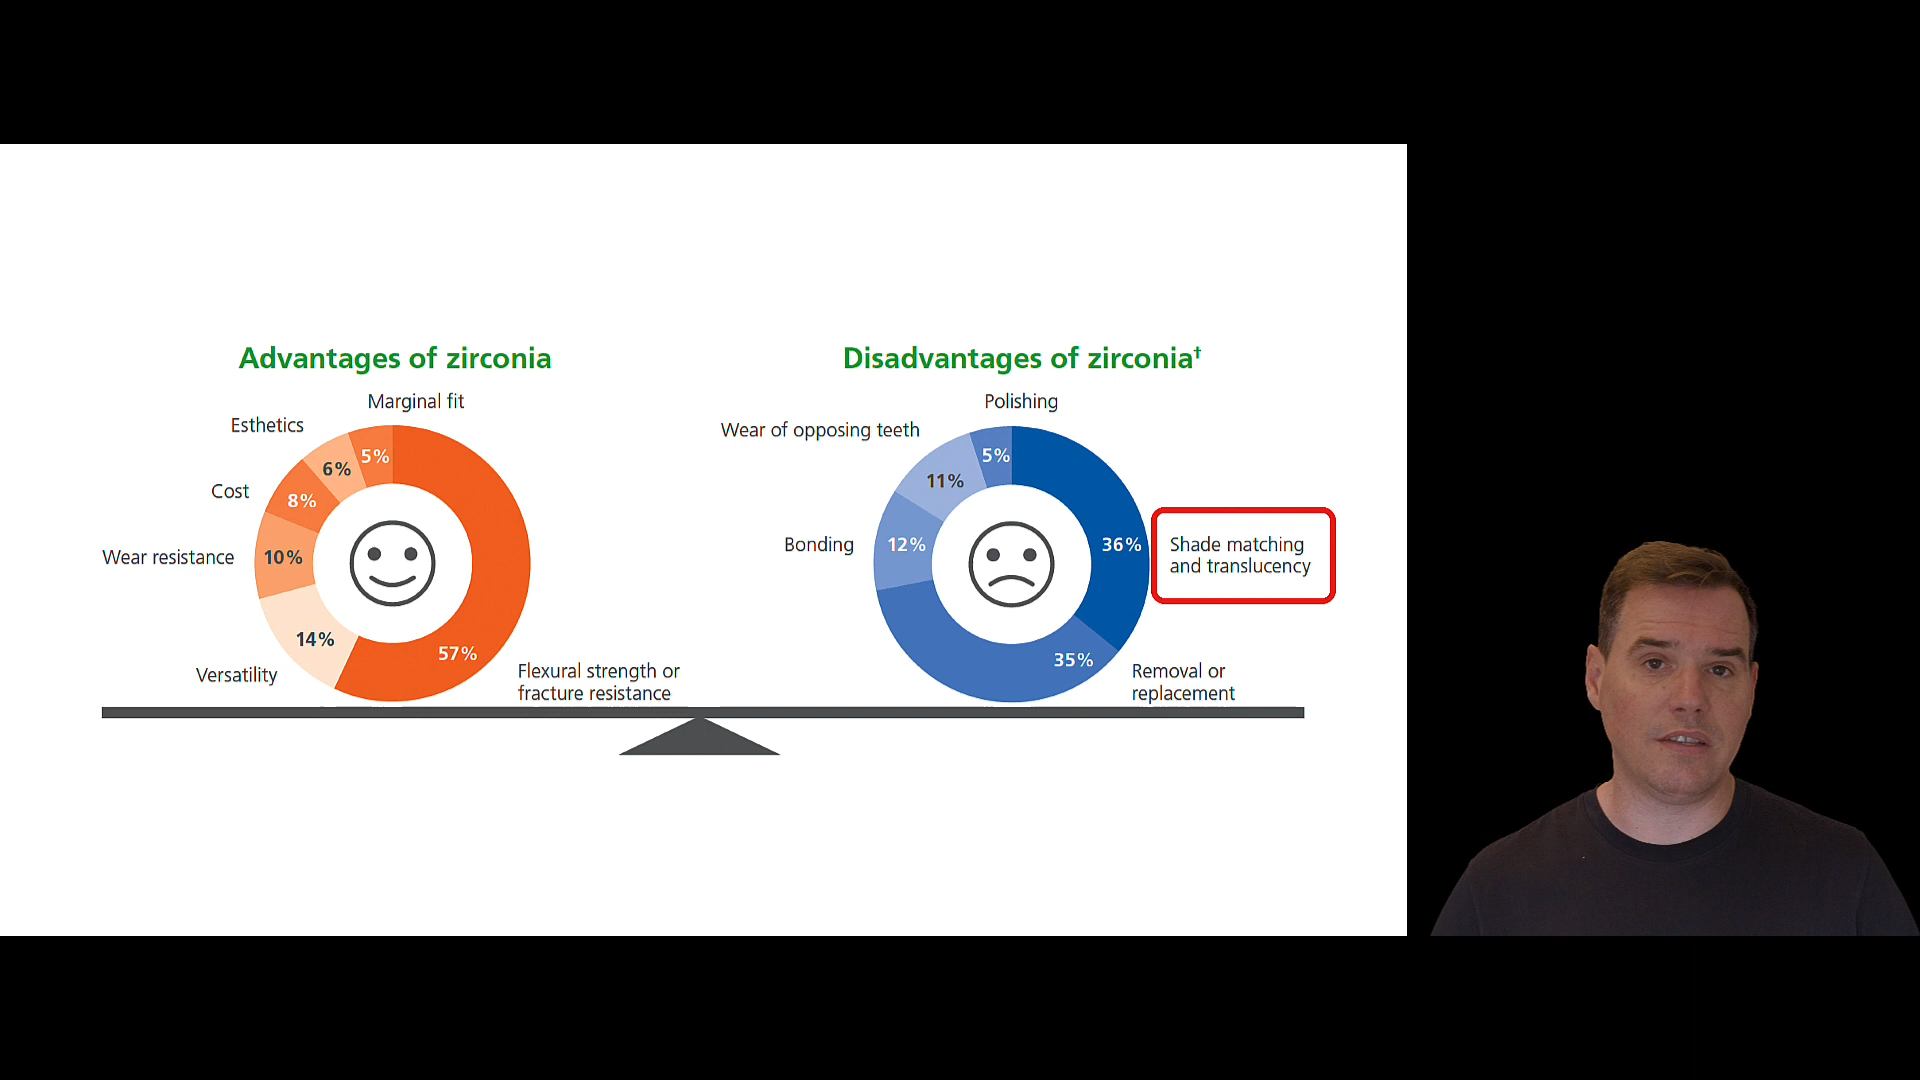 Advantages of zirconia
Marginal fit
Esthetics
5%
6%
Cost
8%
Wear resistance
10%
14%
57%
Versatility
Flexural strength or
fracture resistance
Disadvantages of zirconia†
Polishing
Wear of opposing teeth
5%
11%
Bonding
12%
36%
Shade matching
and translucency
35%
Removal or
replacement